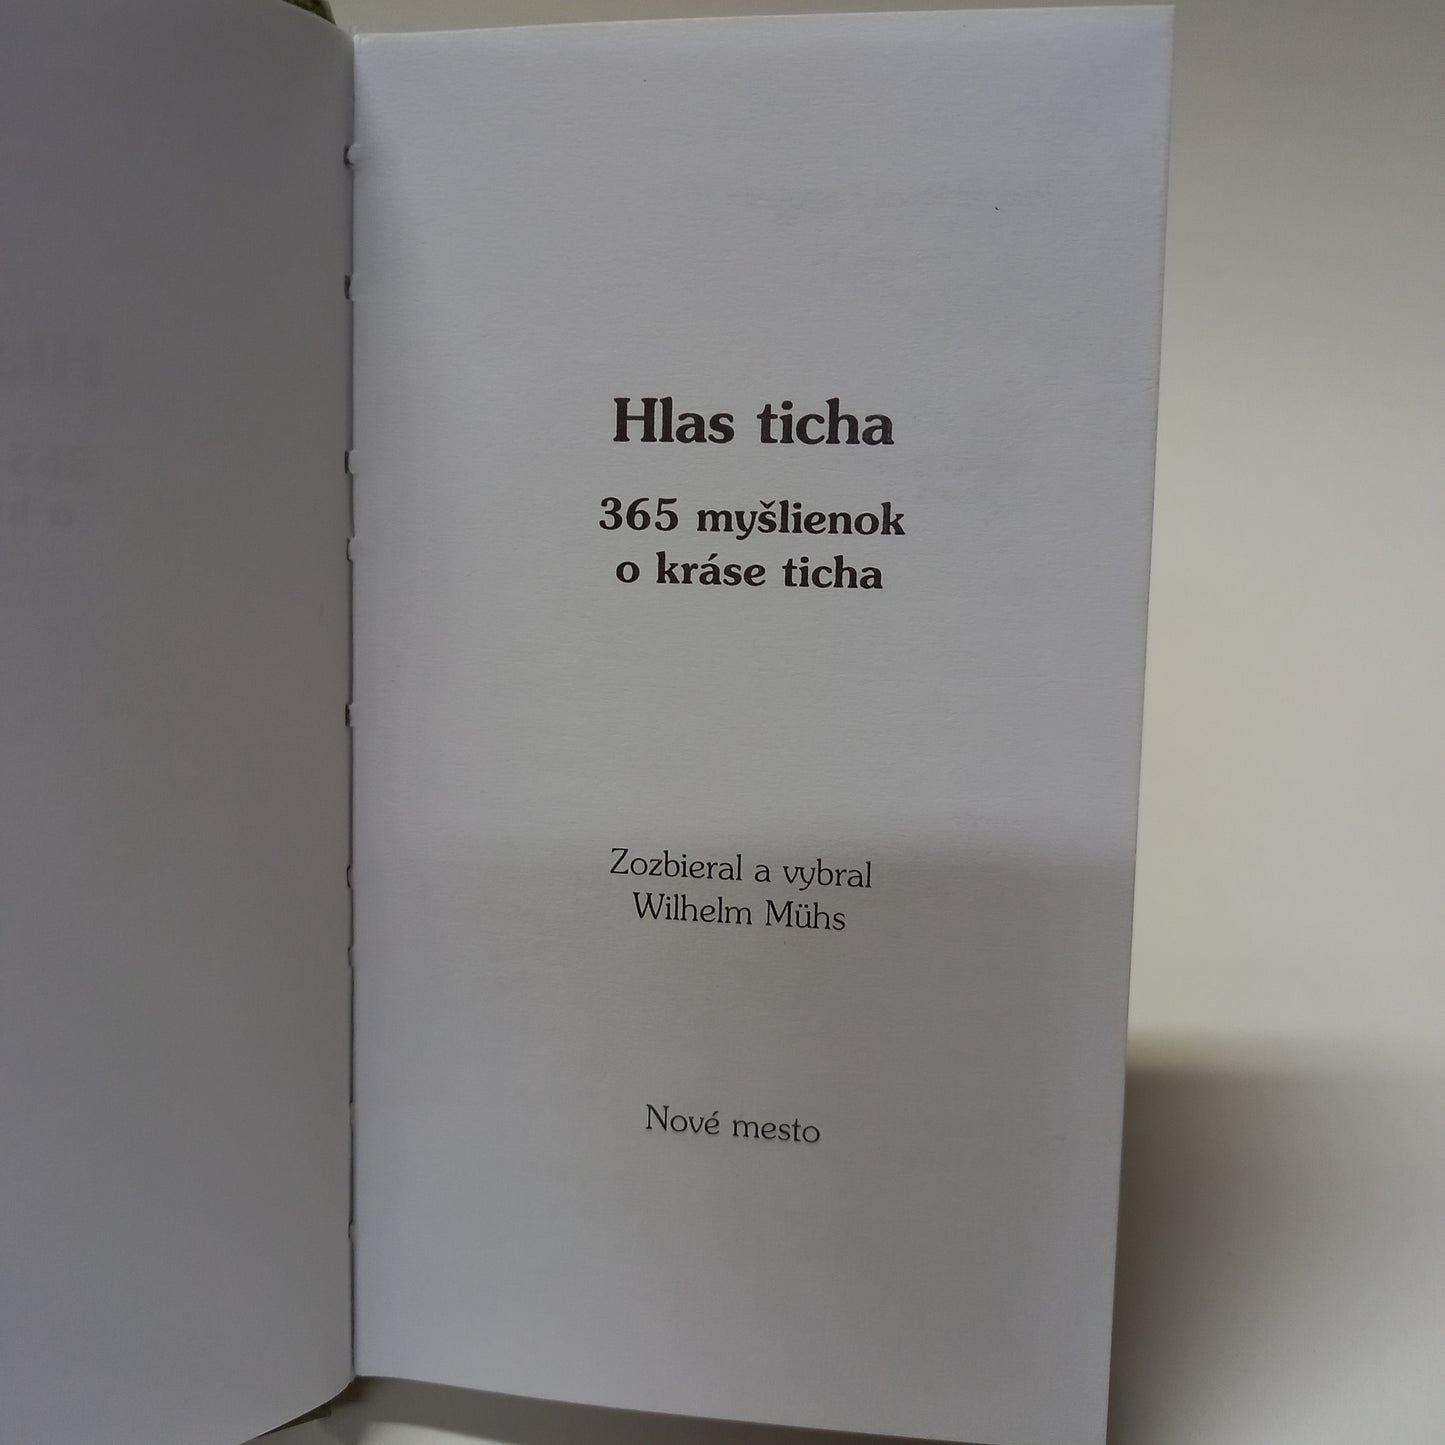 Hlas ticha
365 myšlienok
o kráse ticha
Zozbieral a vybral
Wilhelm Mühs
Nové mesto